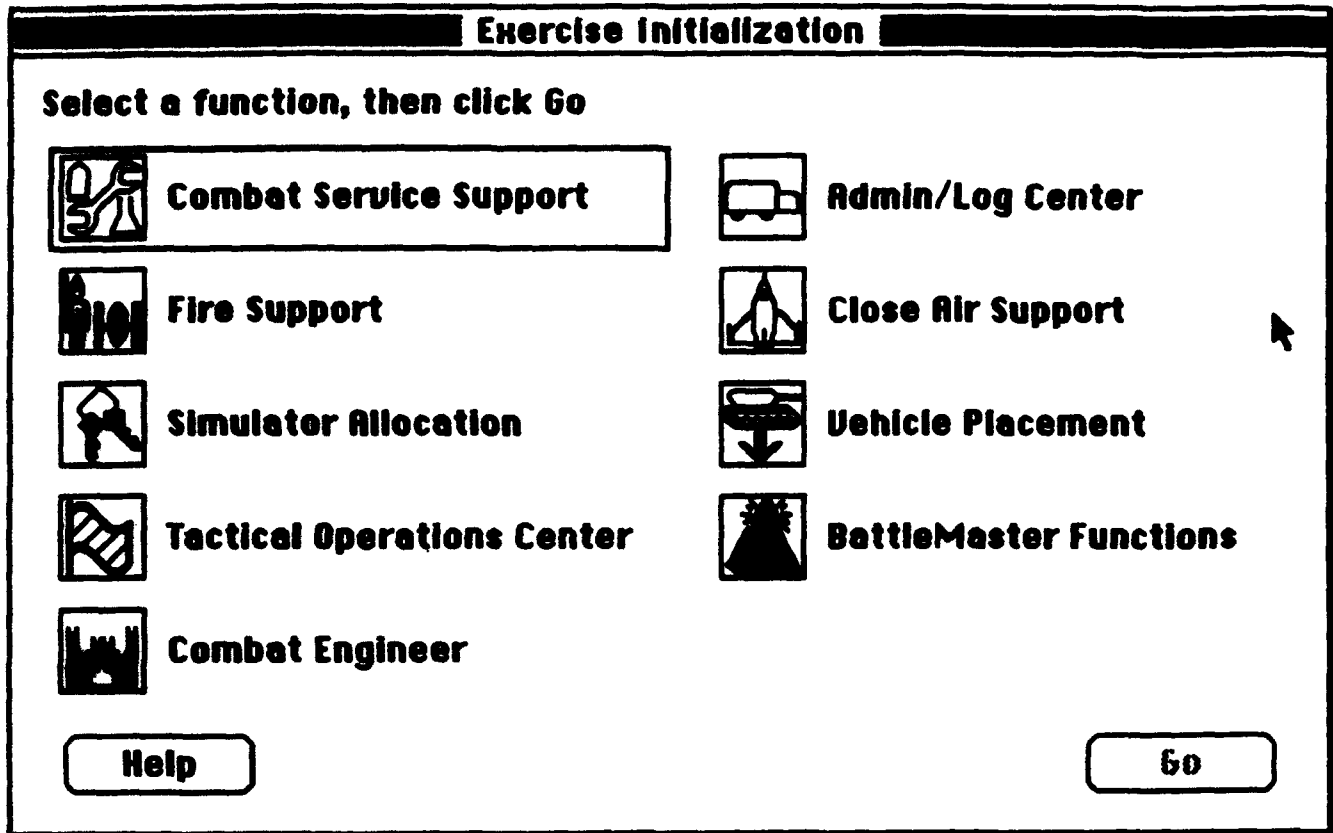 Exercise Initialization
Select a function, then click Go
Combat Service Support
Admin/Log Center
Fire Support
Close Air Support
Simulator Allocation
Vehicle Placement
Tactical Operations Center
BattleMaster Functions
Combat Engineer
Help
Go